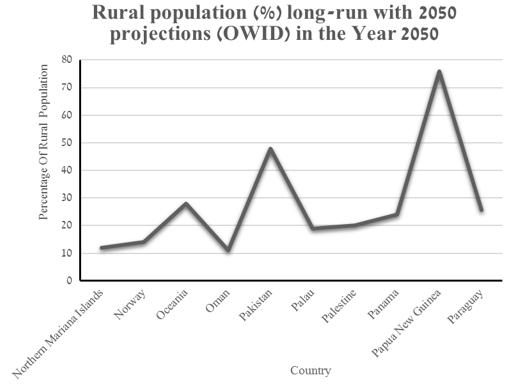 Rural population (%) long-run with 2050
projections (OWID) in the Year 2050
Percentage Of Rural Population
80
70
60
50
40
30
20
10
0
Northern Mariana Islands
Norway
Oceania
Oman
Pakistan
Palau
Palestine
Panama
Papua New Guinea
Paraguay
Country